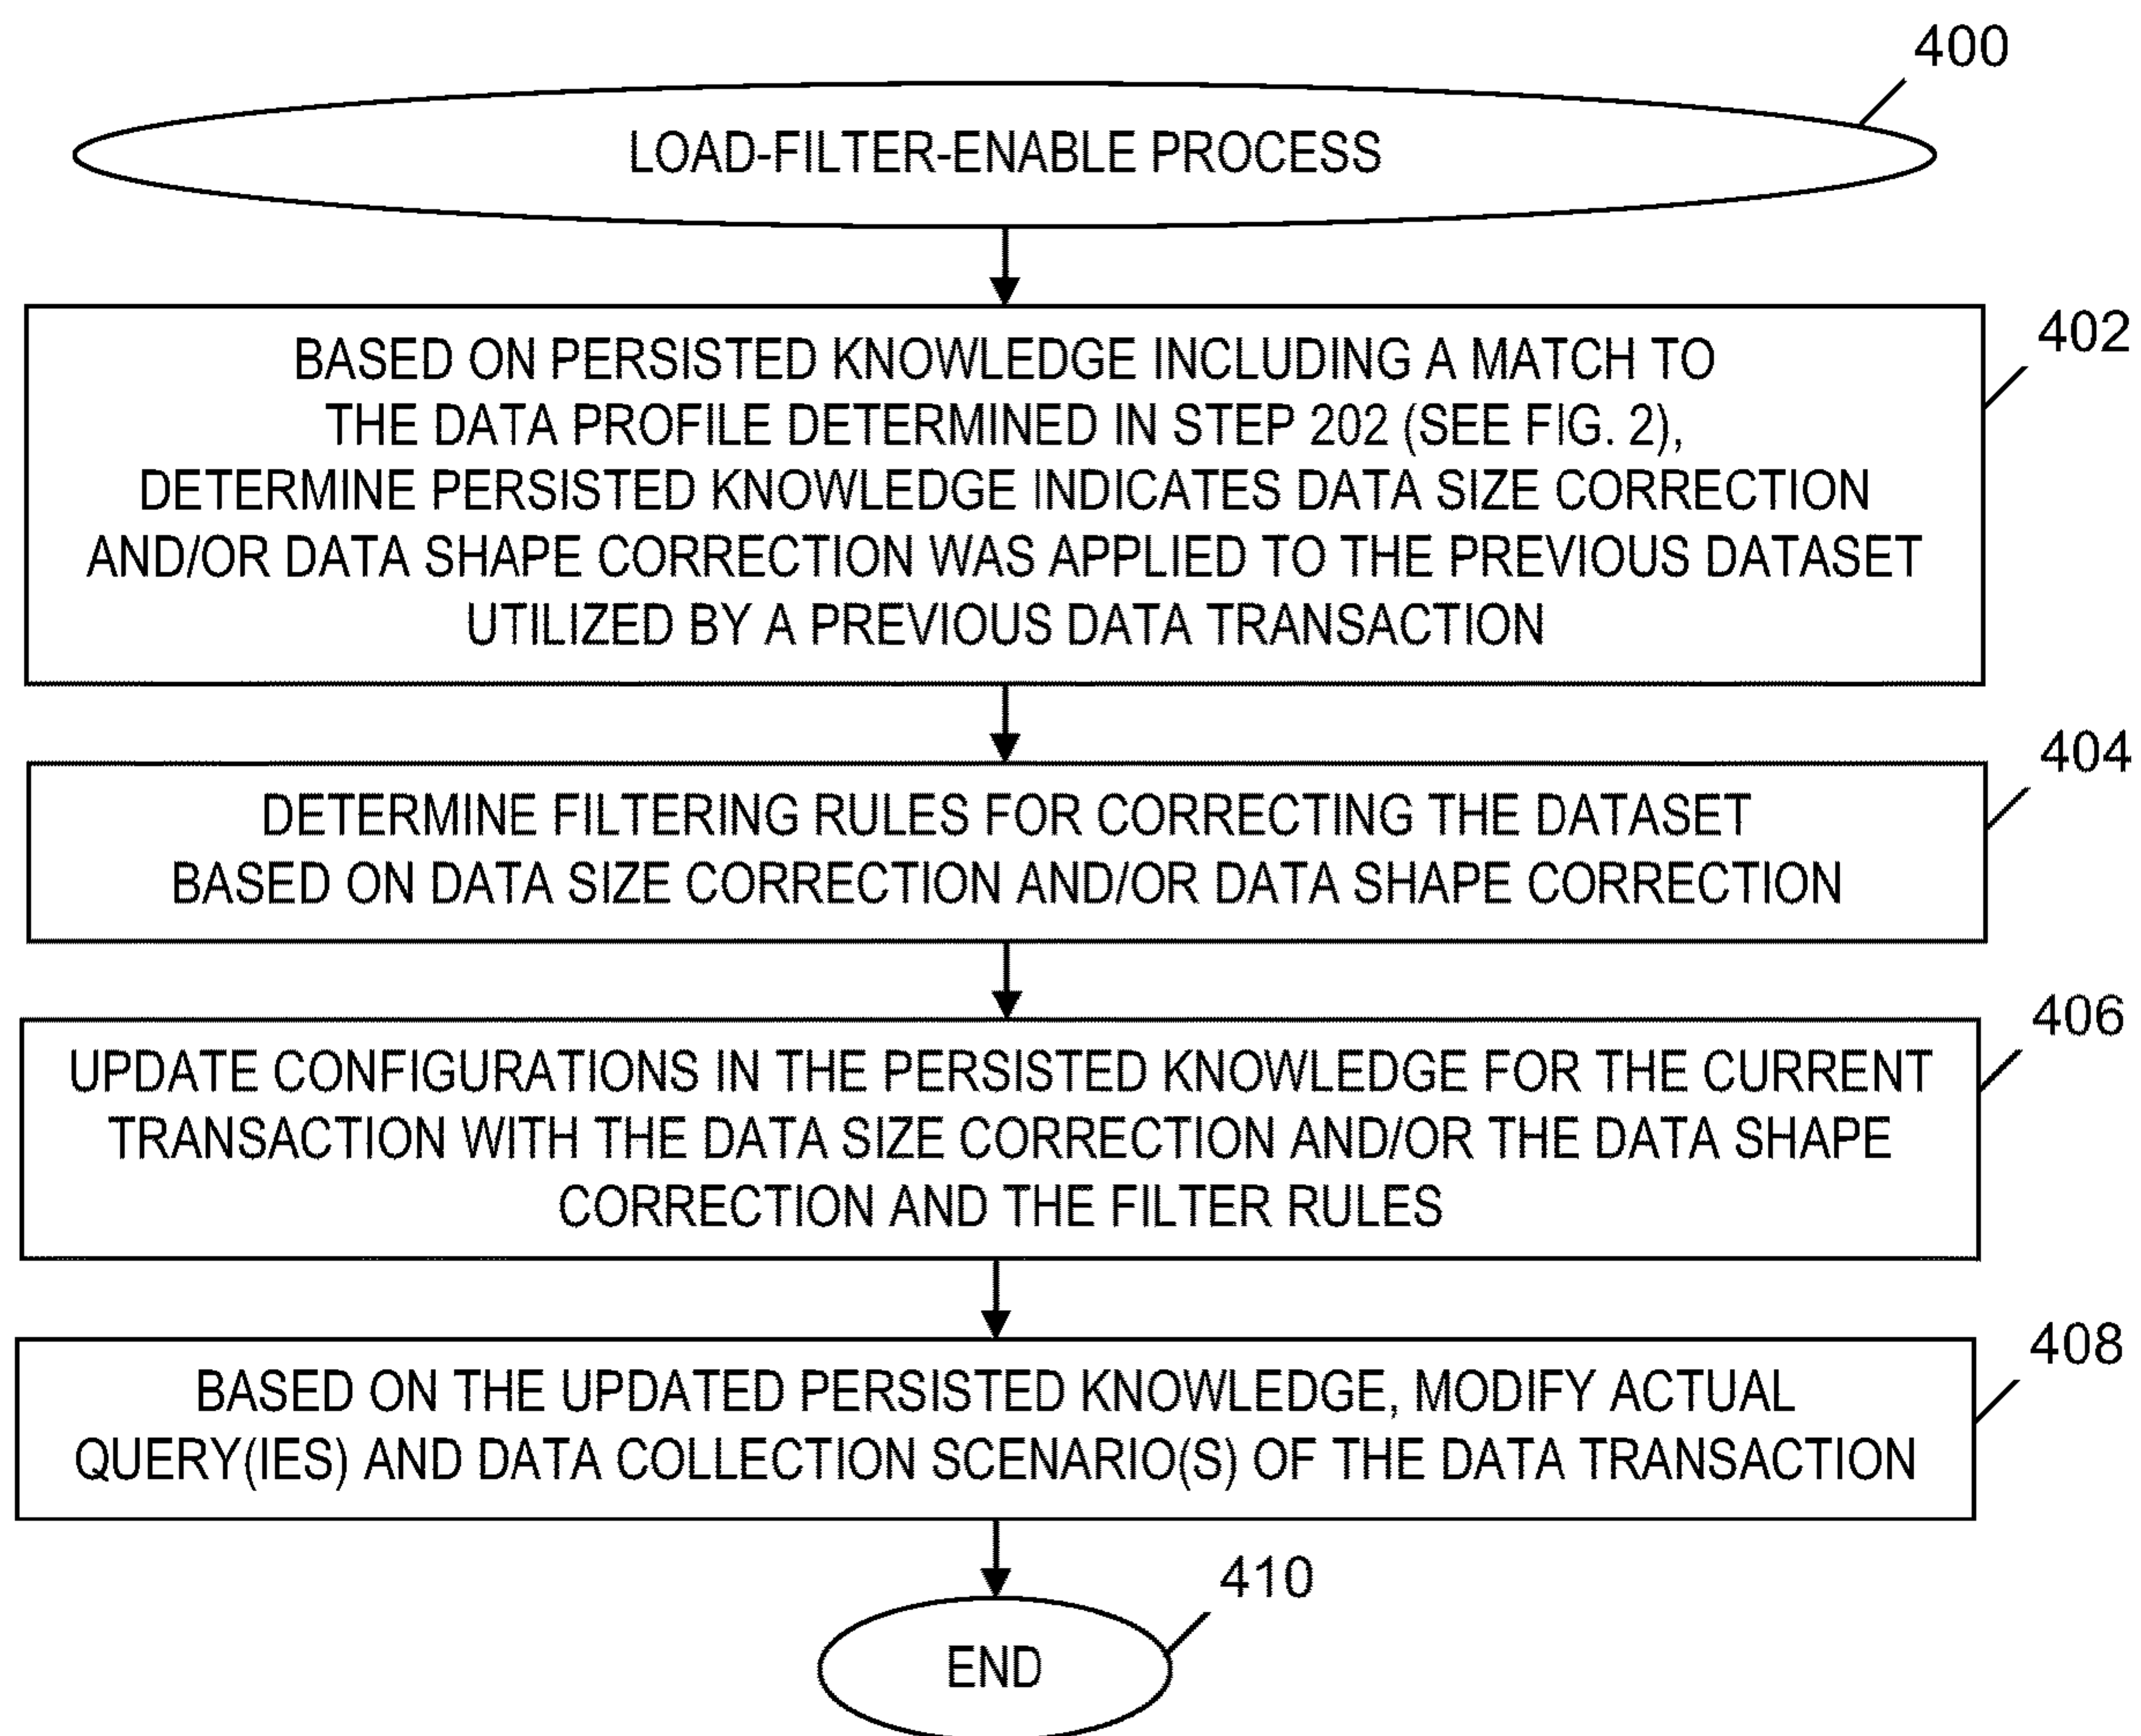 400
LOAD-FILTER-ENABLE PROCESS
402
BASED ON PERSISTED KNOWLEDGE INCLUDING A MATCH TO
THE DATA PROFILE DETERMINED IN STEP 202 (SEE FIG. 2),
DETERMINE PERSISTED KNOWLEDGE INDICATES DATA SIZE CORRECTION
AND/OR DATA SHAPE CORRECTION WAS APPLIED TO THE PREVIOUS DATASET
UTILIZED BY A PREVIOUS DATA TRANSACTION
404
DETERMINE FILTERING RULES FOR CORRECTING THE DATASET
BASED ON DATA SIZE CORRECTION AND/OR DATA SHAPE CORRECTION
406
UPDATE CONFIGURATIONS IN THE PERSISTED KNOWLEDGE FOR THE CURRENT
TRANSACTION WITH THE DATA SIZE CORRECTION AND/OR THE DATA SHAPE
CORRECTION AND THE FILTER RULES
408
BASED ON THE UPDATED PERSISTED KNOWLEDGE, MODIFY ACTUAL
QUERY(IES) AND DATA COLLECTION SCENARIO(S) OF THE DATA TRANSACTION
410
END